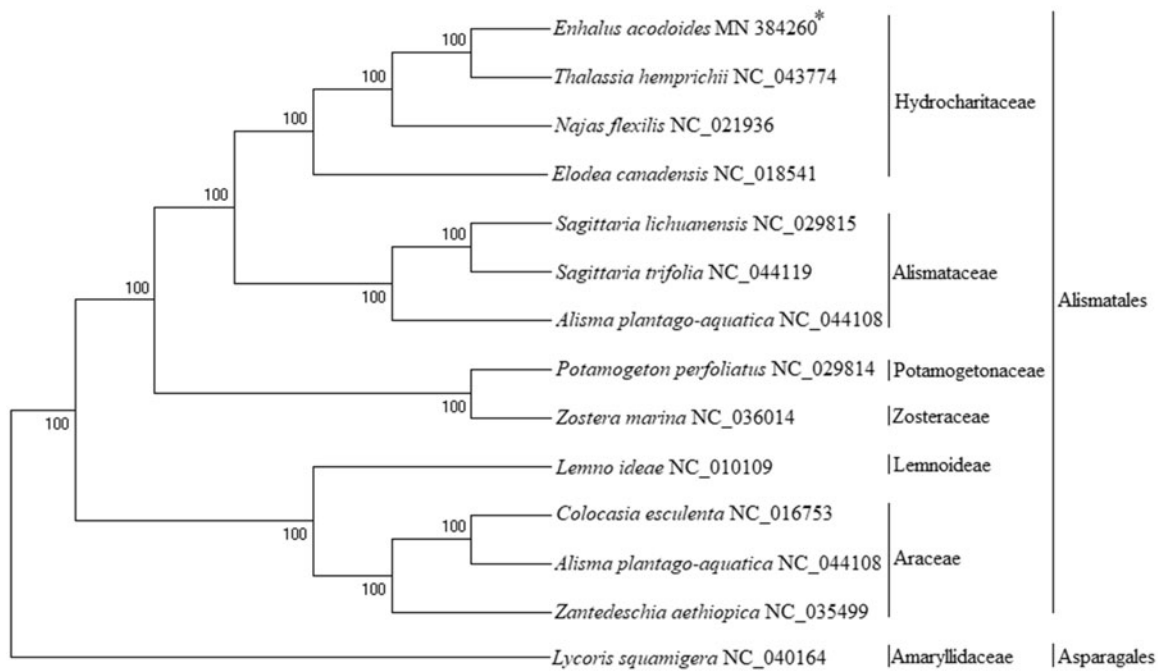 Enhalus acodoides MN 384260*
100
Thalassia hemprichii NC_043774
100
Hydrocharitaceae
100
Najas flexilis NC_021936
Elodea canadensis NC_018541
100
Sagittaria lichuanensis NC_029815
100
Sagittaria trifolia NC_044119
Alismataceae
100
100
Alisma plantago-aquatica NC_044108
Alismatales
Potamogeton perfoliatus NC_029814
Potamogetonaceae
100
Zostera marina NC_036014
Zosteraceae
100
Lemno ideae NC_010109
Lemnoideae
Colocasia esculenta NC_016753
100
100
Alisma plantago-aquatica NC_044108
Araceae
100
Zantedeschia aethiopica NC_035499
Lycoris squamigera NC_040164
Amaryllidaceae
Asparagales